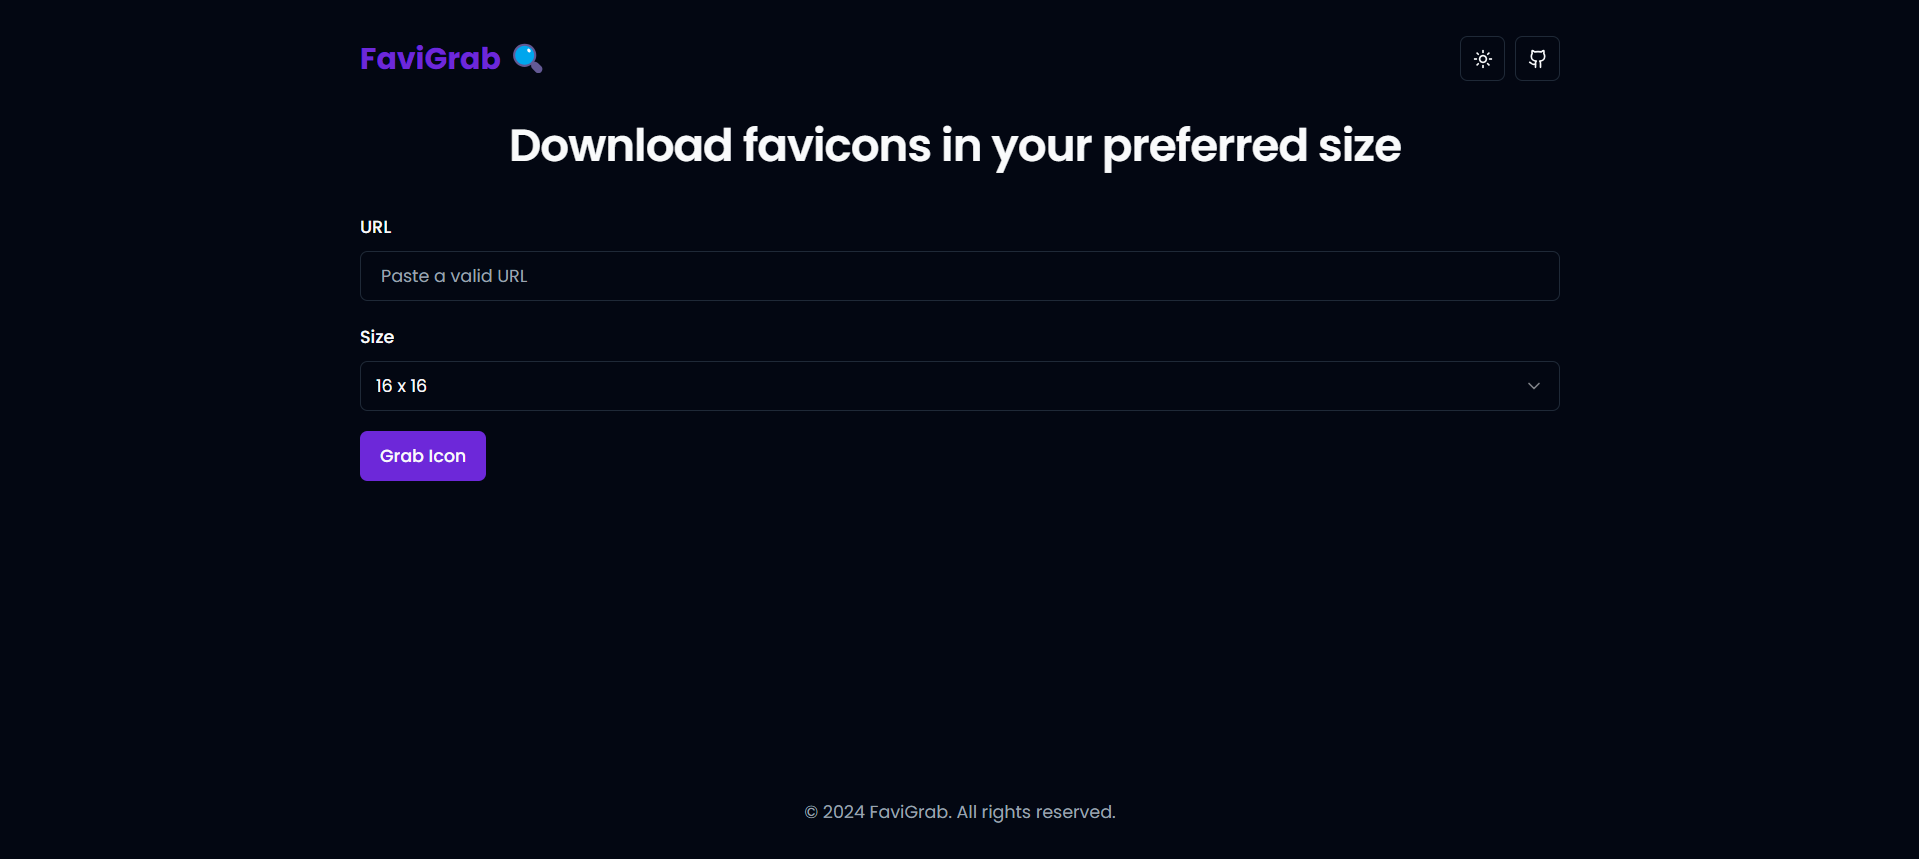 FaviGrab
Download favicons in your preferred size
URL
Paste a valid URL
Size
16 x 16
Grab Icon
© 2024 FaviGrab. All rights reserved.